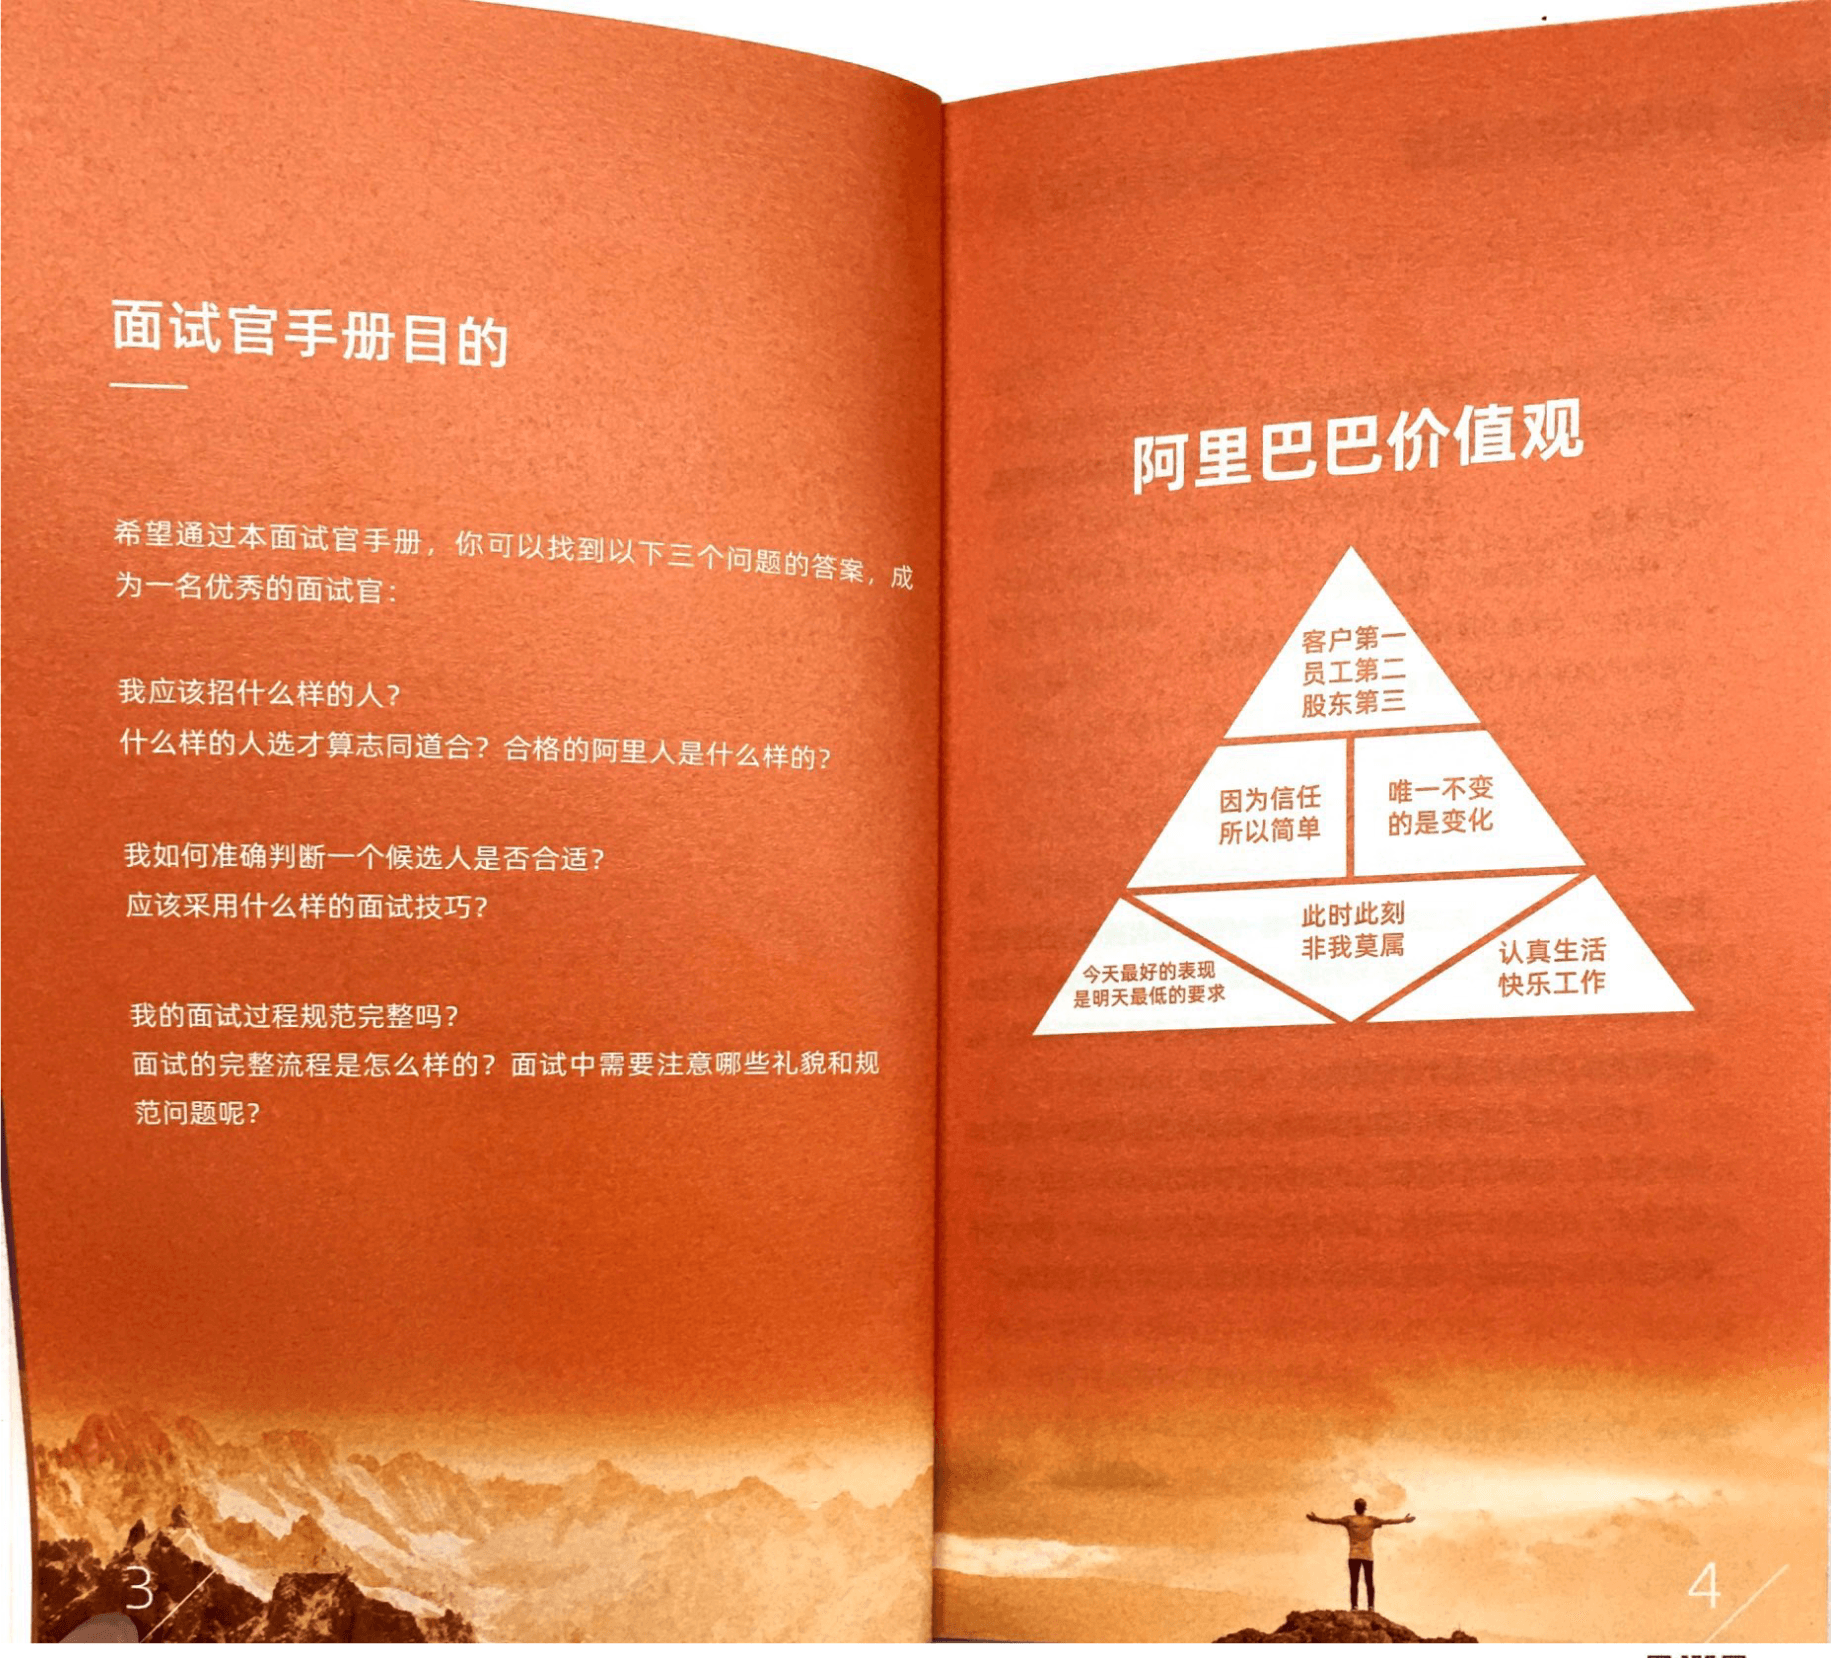 面试官手册目的
希望通过本面试官手册，你可以找到以下三个问题的答案，成
为一名优秀的面试官：
我应该招什么样的人？
什么样的人选才算志同道合？合格的阿里人是什么样的？
我如何准确判断一个候选人是否合适？
应该采用什么样的面试技巧？
我的面试过程规范完整吗？
面试的完整流程是怎么样的？面试中需要注意哪些礼貌和规
范问题呢？
3
阿里巴巴价值观
客户第一
员工第二
股东第三
因为信任
所以简单
唯一不变
的是变化
今天最好的表现
是明天最低的要求
此时此刻
非我莫属
认真生活
快乐工作
4